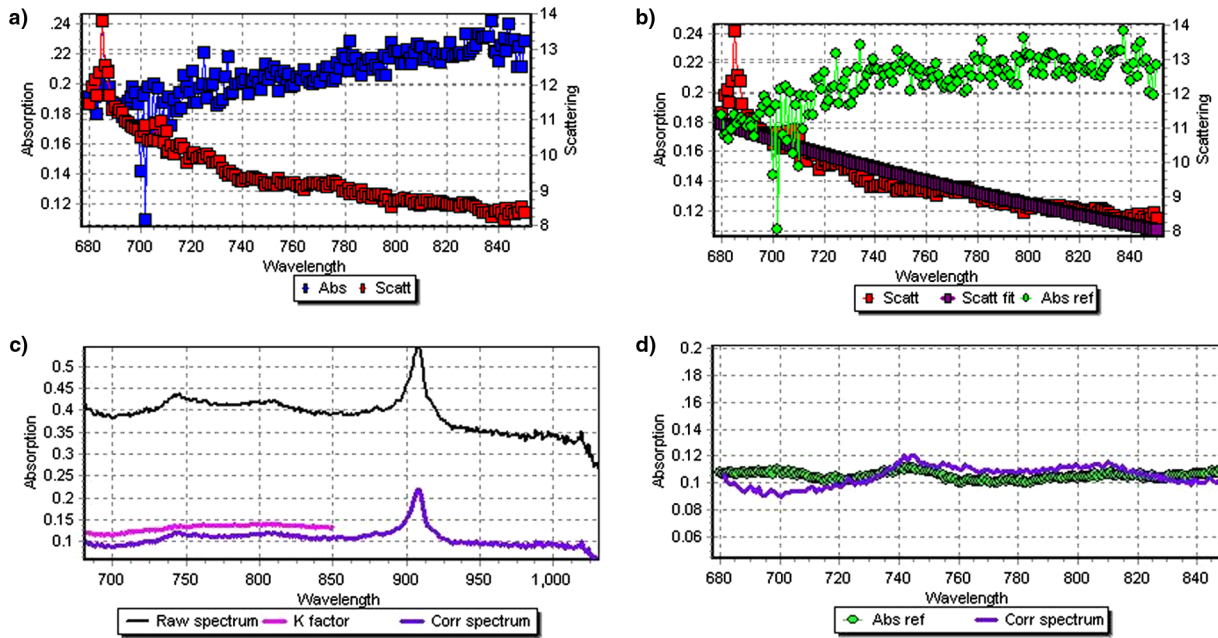 a)
.24
.22
0.2
0.18
0.16
0.14
0.12
Absorption
14
13
12
11
10
9
8
Scattering
680 700 720 740 760 780 800 820 840
Wavelength
Abs Scatt
b)
0.24
0.22
0.2
0.18
0.16
0.14
0.12
Absorption
14
13
12
11
10
9
8
Scattering
680 700 720 740 760 780 800 820 840
Wavelength
Scatt Scatt fit Abs ref
c)
0.5
.45
0.4
0.35
0.3
0.25
0.2
0.15
0.1
Absorption
700 750 800 850 900 950 1,000
Wavelength
Raw spectrum K factor Corr spectrum
d)
0.2
.18
.16
.14
0.12
0.1
0.08
0.06
Absorption
680 700 720 740 760 780 800 820 840
Wavelength
Abs ref Corr spectrum